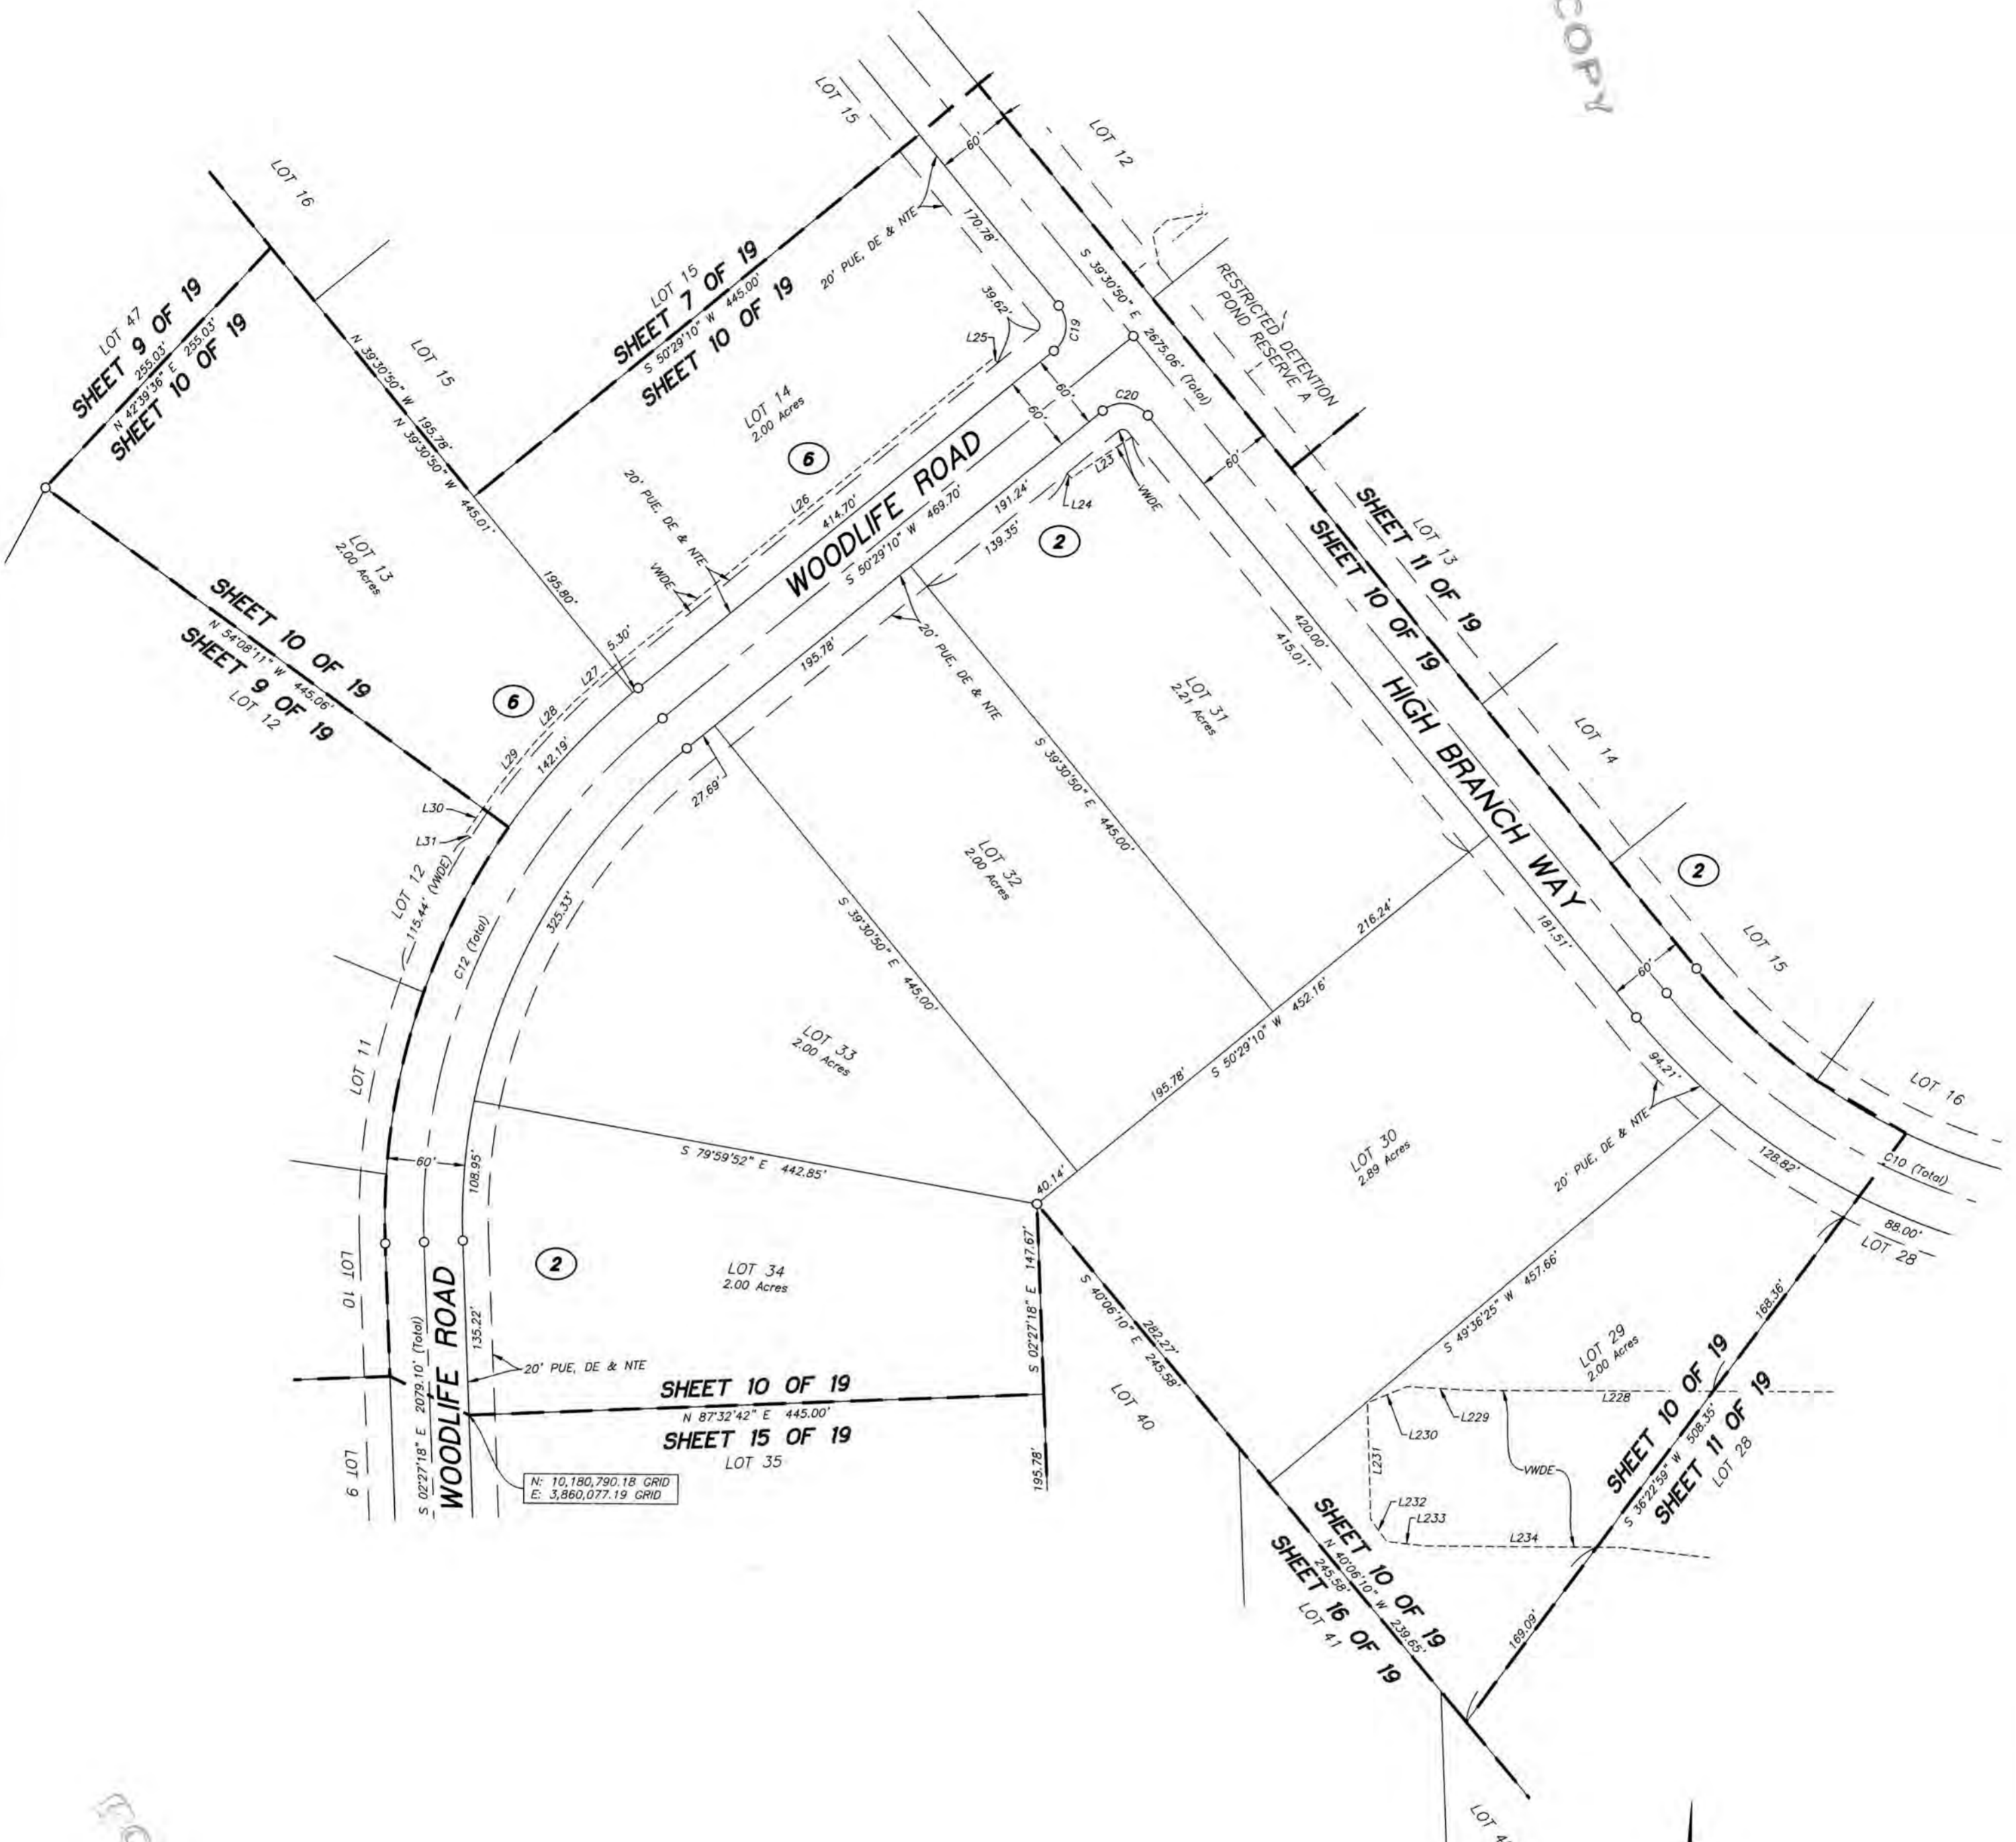 COPY
LOT 15
LOT 12
60'
LOT 16
20' PUE, DE & NTE
170.78'
S 39°30'50" E 2675.06' (Total)
RESTRICTED DETENTION
POND RESERVE A
LOT 47
SHEET 9 OF 19
255.03'
N 42°39'36" E 255.03'
SHEET 10 OF 19
LOT 15
SHEET 7 OF 19
S 50°29'10" W 445.00'
SHEET 10 OF 19
LOT 15
N 39°30'50" W 195.78'
N 39°30'50" W 445.01'
39.62'
L25
C19
LOT 14
2.00 Acres
6
60'
60'
C20
60'
L26
414.70'
WOODLIFE ROAD
S 50°29'10" W 469.70'
191.24'
139.35'
L23
L24
VWDE
2
20' PUE, DE & NTE
VWDE
LOT 13
2.00 Acres
195.80'
5.30'
L27
L28
L29
142.19'
6
SHEET 10 OF 19
N 54°08'11" W 445.06'
SHEET 9 OF 19
LOT 12
L30
L31
LOT 13
SHEET 11 OF 19
SHEET 10 OF 19
420.00'
415.01'
HIGH BRANCH WAY
LOT 14
2
LOT 15
LOT 16
195.78'
20' PUE, DE & NTE
27.69'
LOT 31
2.21 Acres
S 39°30'50" E 445.00'
LOT 32
2.00 Acres
S 39°30'50" E 445.00'
216.24'
S 50°29'10" W 452.16'
195.78'
40.14'
181.51'
60'
94.21'
20' PUE, DE & NTE
128.82'
C10 (Total)
88.00'
LOT 28
LOT 12
115.44' (VWDE)
C12 (Total)
325.33'
LOT 11
LOT 33
2.00 Acres
S 79°59'52" E 442.85'
60'
108.95'
LOT 30
2.89 Acres
S 49°36'25" W 457.66'
LOT 10
2
LOT 34
2.00 Acres
S 02°27'18" E 147.67'
195.78'
S 02°27'18" E 2079.10' (Total)
WOODLIFE ROAD
135.22'
20' PUE, DE & NTE
SHEET 10 OF 19
N 87°32'42" E 445.00'
SHEET 15 OF 19
LOT 35
LOT 9
N: 10,180,790.18 GRID
E: 3,860,077.19 GRID
282.27'
S 40°06'10" E 245.58'
LOT 40
LOT 29
2.00 Acres
168.36'
L228
L229
L230
L231
VWDE
L232
L233
L234
SHEET 10 OF 19
S 36°22'59" W 508.35'
SHEET 11 OF 19
LOT 28
169.09'
SHEET 10 OF 19
N 40°06'10" W 239.65'
245.58'
SHEET 16 OF 19
LOT 41
LOT